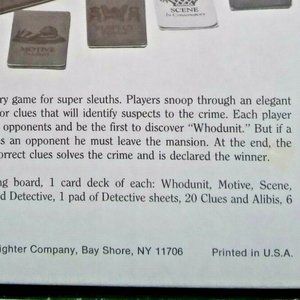 SUSPECT
SCENE
In Conservatory
MOTIVE
ry game for super sleuths. Players snoop through an elegant
or clues that will identify suspects to the crime. Each player
opponents and be the first to discover “Whodunit.” But if a
s an opponent he must leave the mansion. At the end, the
orrect clues solves the crime and is declared the winner.
ng board, 1 card deck of each: Whodunit, Motive, Scene,
d Detective, 1 pad of Detective sheets, 20 Clues and Alibis, 6
ighter Company, Bay Shore, NY 11706 Printed in U.S.A.